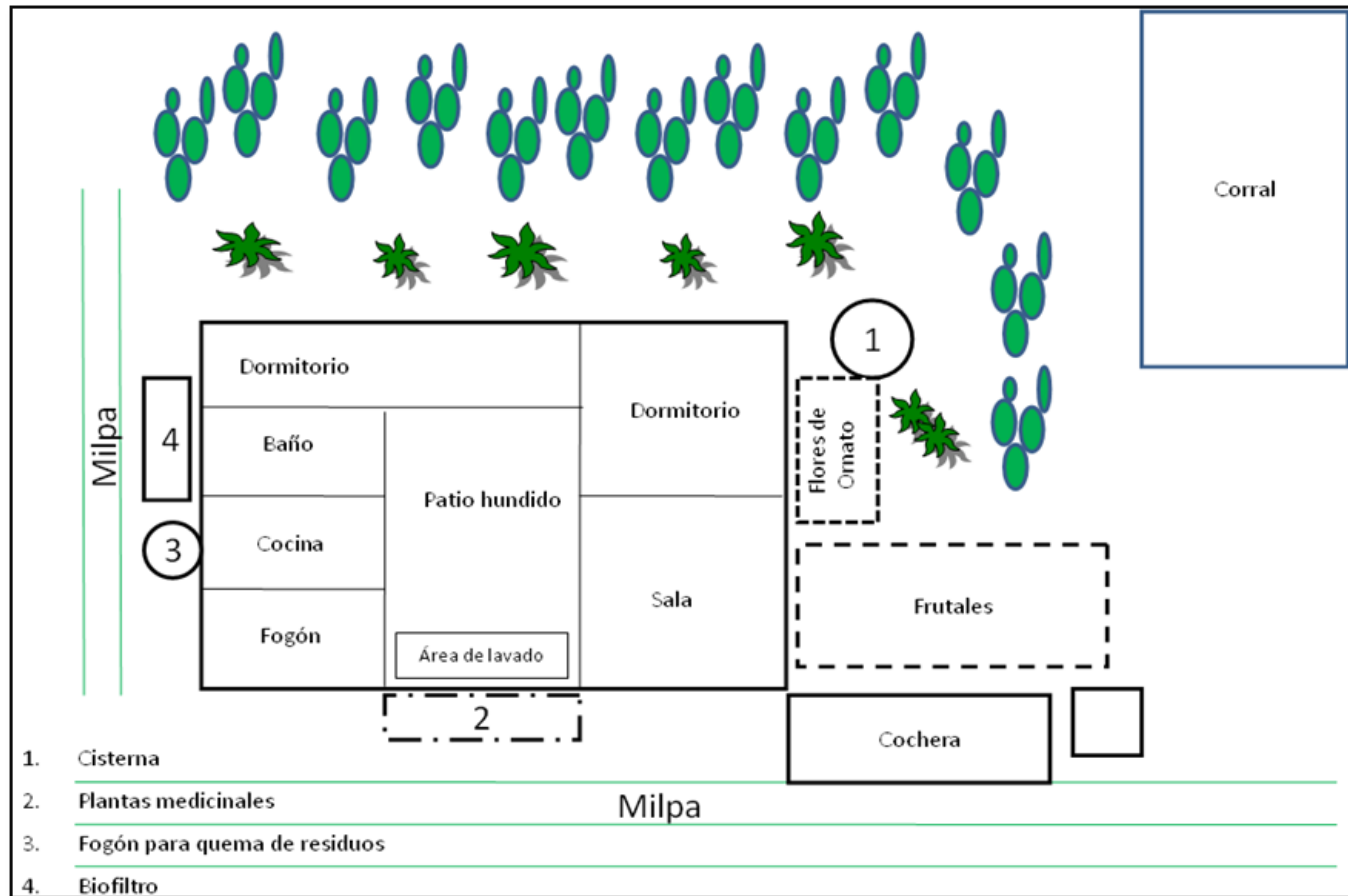 Corral
1
Dormitorio
Dormitorio
Milpa
4
Baño
Flores de
Ornato
Patio hundido
3
Cocina
Sala
Frutales
Fogón
Área de lavado
2
Cochera
1. Cisterna
2. Plantas medicinales
Milpa
3. Fogón para quema de residuos
4. Biofiltro